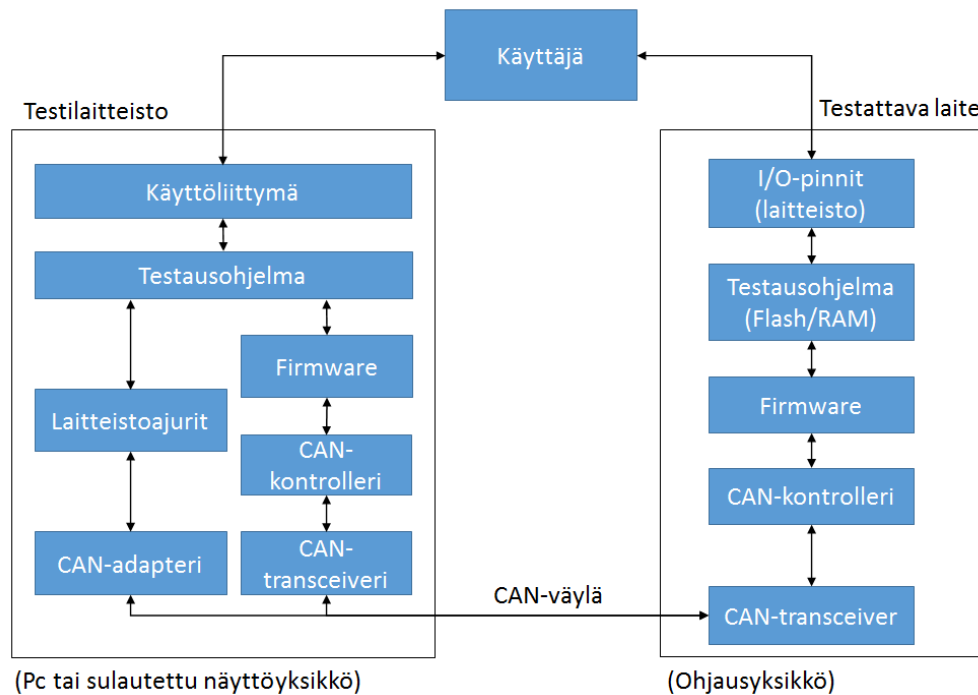 Käyttäjä
Testilaitteisto
Testattava laite
Käyttöliittymä
Testausohjelma
Firmware
Laitteistoajurit
CAN-
kontrolleri
CAN-adapteri
CAN-
transceiveri
(Pc tai sulautettu näyttöyksikkö)
CAN-väylä
I/O-pinnit
(laitteisto)
Testausohjelma
(Flash/RAM)
Firmware
CAN-kontrolleri
CAN-transceiver
(Ohjausyksikkö)